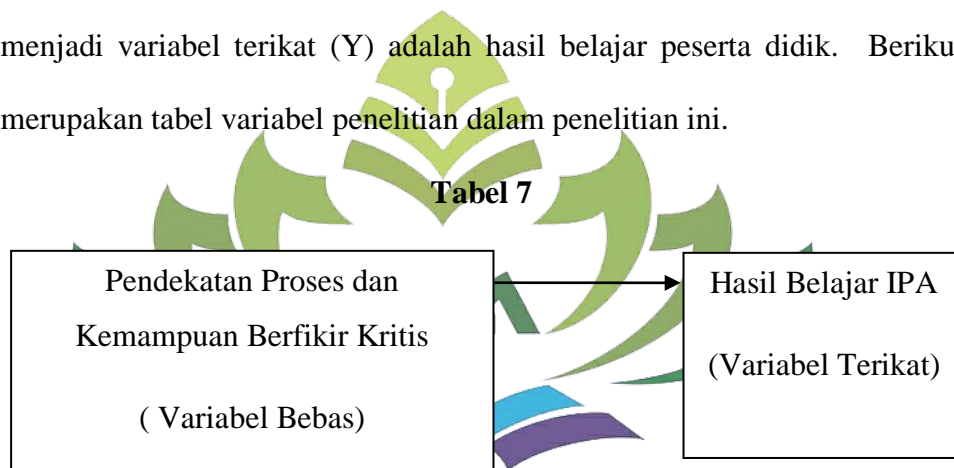 menjadi variabel terikat (Y) adalah hasil belajar peserta didik. Beriku
merupakan tabel variabel penelitian dalam penelitian ini.
Tabel 7
Pendekatan Proses dan
Kemampuan Berfikir Kritis
( Variabel Bebas)
Hasil Belajar IPA
(Variabel Terikat)